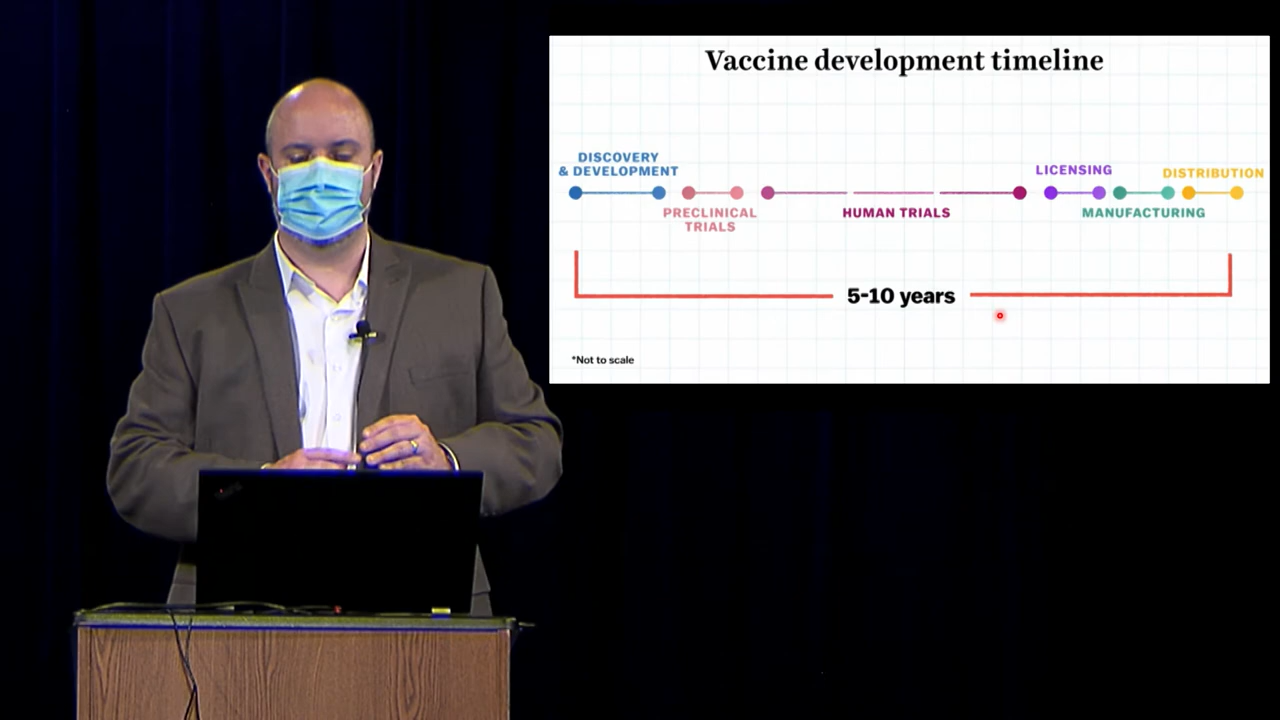 Vaccine development timeline
DISCOVERY
& DEVELOPMENT
PRECLINICAL
TRIALS
HUMAN TRIALS
LICENSING
MANUFACTURING
DISTRIBUTION
5-10 years
*Not to scale